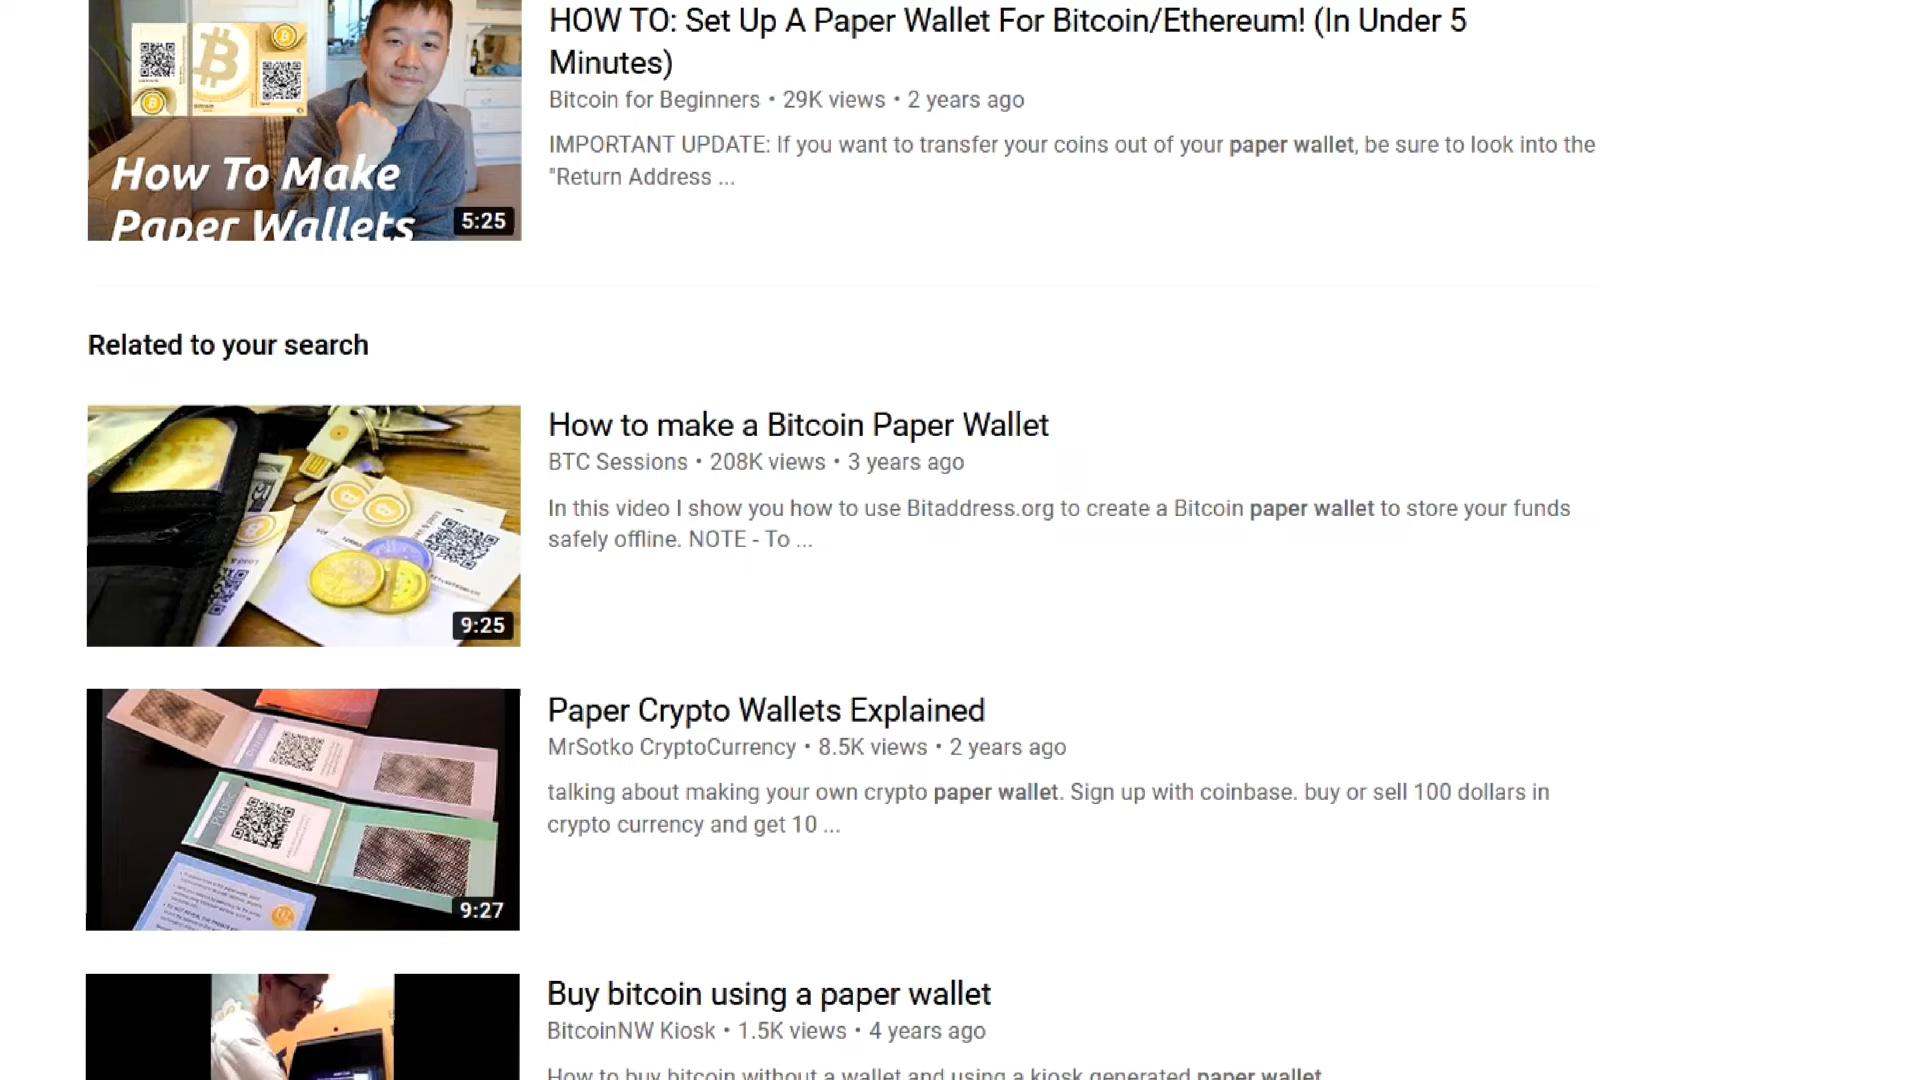 HOW TO: Set Up A Paper Wallet For Bitcoin/Ethereum! (In Under 5
Minutes)
Bitcoin for Beginners • 29K views • 2 years ago
IMPORTANT UPDATE: If you want to transfer your coins out of your paper wallet, be sure to look into the
"Return Address ...
How To Make
Paper Wallets
5:25
Related to your search
How to make a Bitcoin Paper Wallet
BTC Sessions • 208K views • 3 years ago
In this video I show you how to use Bitaddress.org to create a Bitcoin paper wallet to store your funds
safely offline. NOTE - To ...
9:25
Paper Crypto Wallets Explained
MrSotko CryptoCurrency • 8.5K views • 2 years ago
talking about making your own crypto paper wallet. Sign up with coinbase. buy or sell 100 dollars in
crypto currency and get 10 ...
Public
9:27
Buy bitcoin using a paper wallet
BitcoinNW Kiosk • 1.5K views • 4 years ago
How to buy bitcoin without a wallet and using a kiosk generated paper wallet